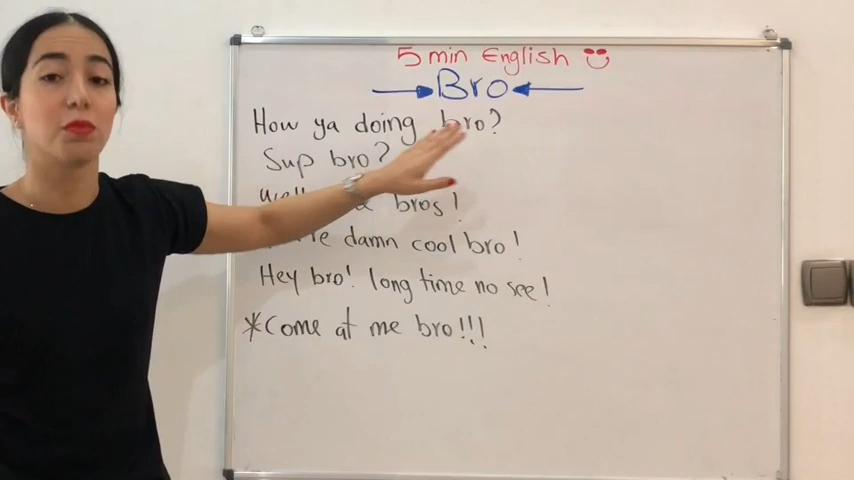 5 min English
Bro
How ya doing bro?
Sup bro?
bros!
damn cool bro!
Hey bro! long time no see!
*Come at me bro!!!